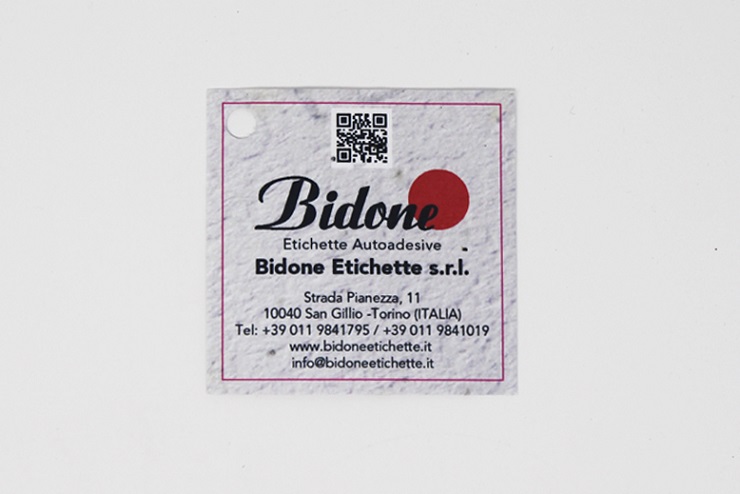 Bidone
Etichette Autoadesive
Bidone Etichette s.r.l.
Strada Pianezza, 11
10040 San Gillio -Torino (ITALIA)
Tel: +39 011 9841795 / +39 011 9841019
www.bidoneetichette.it
info@bidoneetichette.it